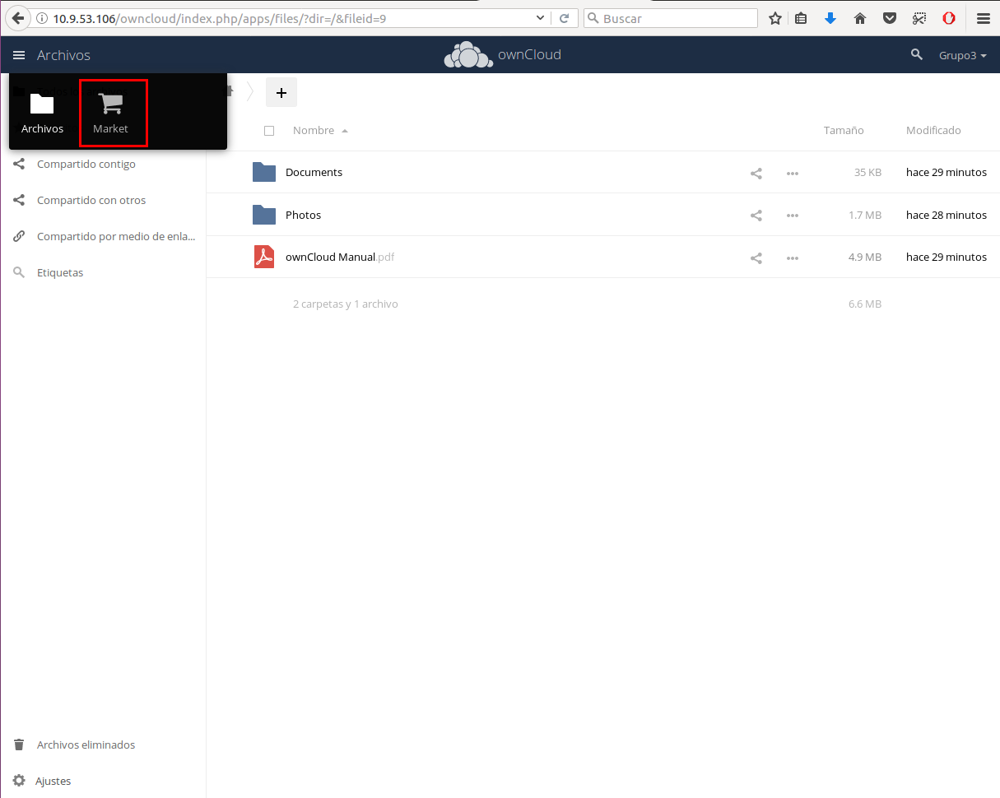 10.9.53.106/owncloud/index.php/apps/files/?dir=/&fileid=9
Buscar
Archivos
ownCloud
Grupo3
Archivos
Market
+
Nombre
Tamaño
Modificado
Compartido contigo
Documents
35 KB
hace 29 minutos
Compartido con otros
Photos
1.7 MB
hace 28 minutos
Compartido por medio de enla...
ownCloud Manual.pdf
4.9 MB
hace 29 minutos
Etiquetas
2 carpetas y 1 archivo
6.6 MB
Archivos eliminados
Ajustes